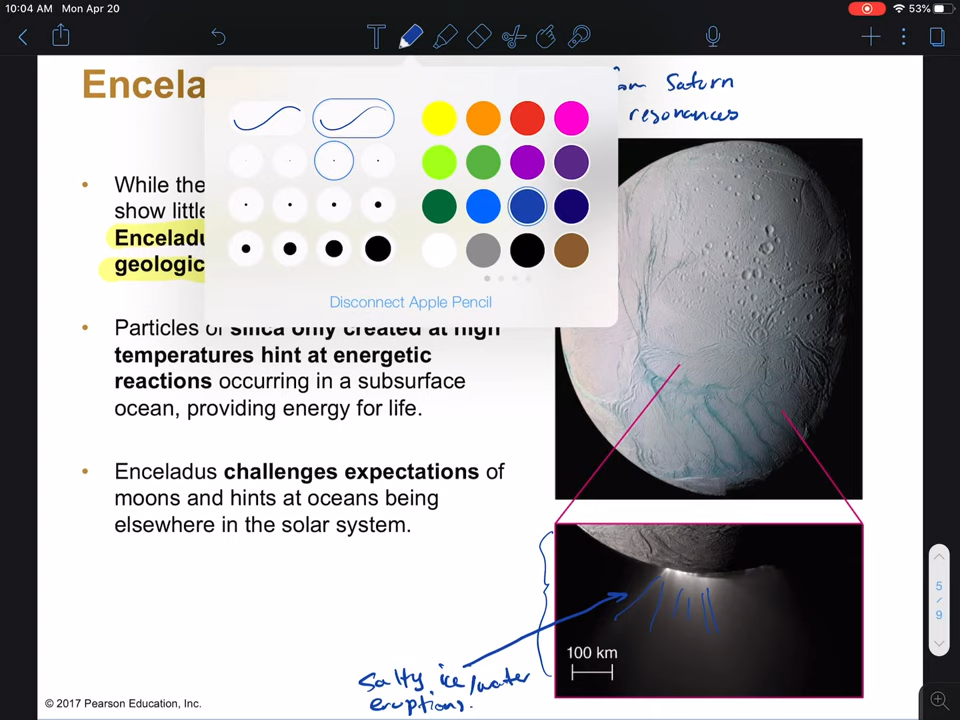 10:04 AM Mon Apr 20
53%
T
Encela
Saturn
resonances
• While the
show little
Enceladu
geologic
Disconnect Apple Pencil
• Particles of silica only created at high
temperatures hint at energetic
reactions occurring in a subsurface
ocean, providing energy for life.
• Enceladus challenges expectations of
moons and hints at oceans being
elsewhere in the solar system.
5
/
9
100 km
Salty ice/water
eruptions.
© 2017 Pearson Education, Inc.